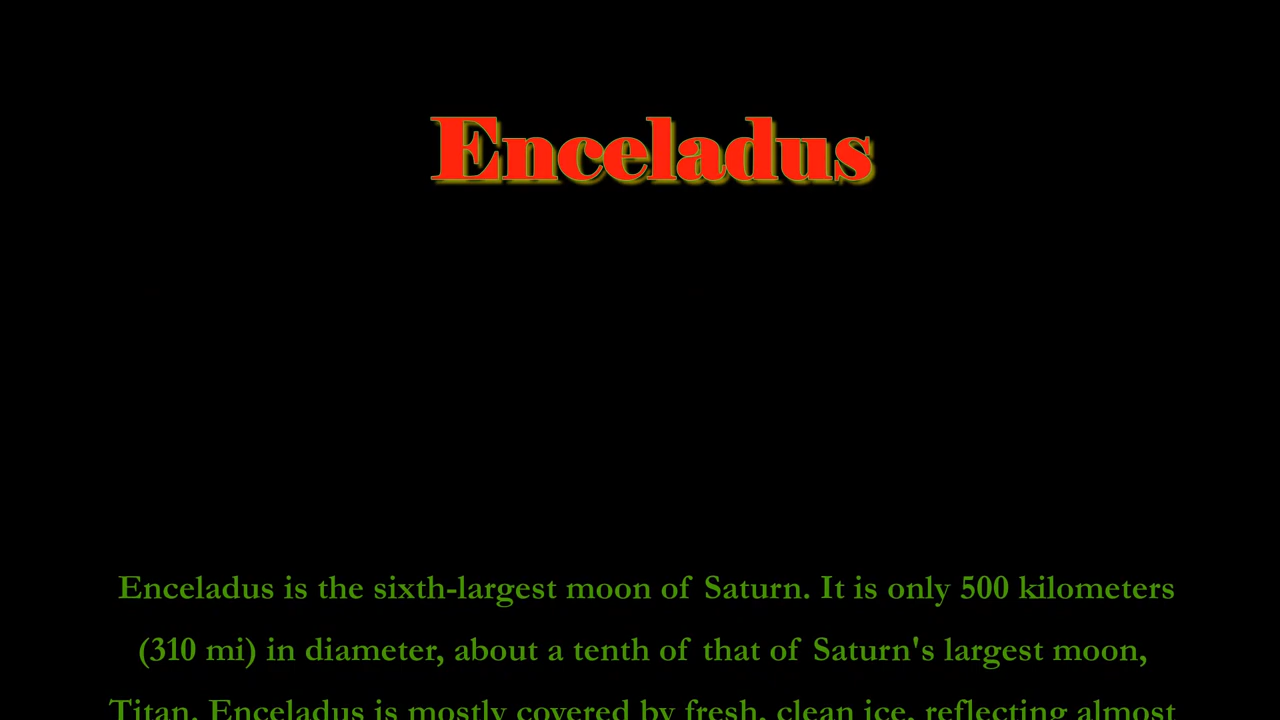 Enceladus
Enceladus is the sixth-largest moon of Saturn. It is only 500 kilometers
(310 mi) in diameter, about a tenth of that of Saturn's largest moon,
Titan. Enceladus is mostly covered by fresh, clean ice, reflecting almost